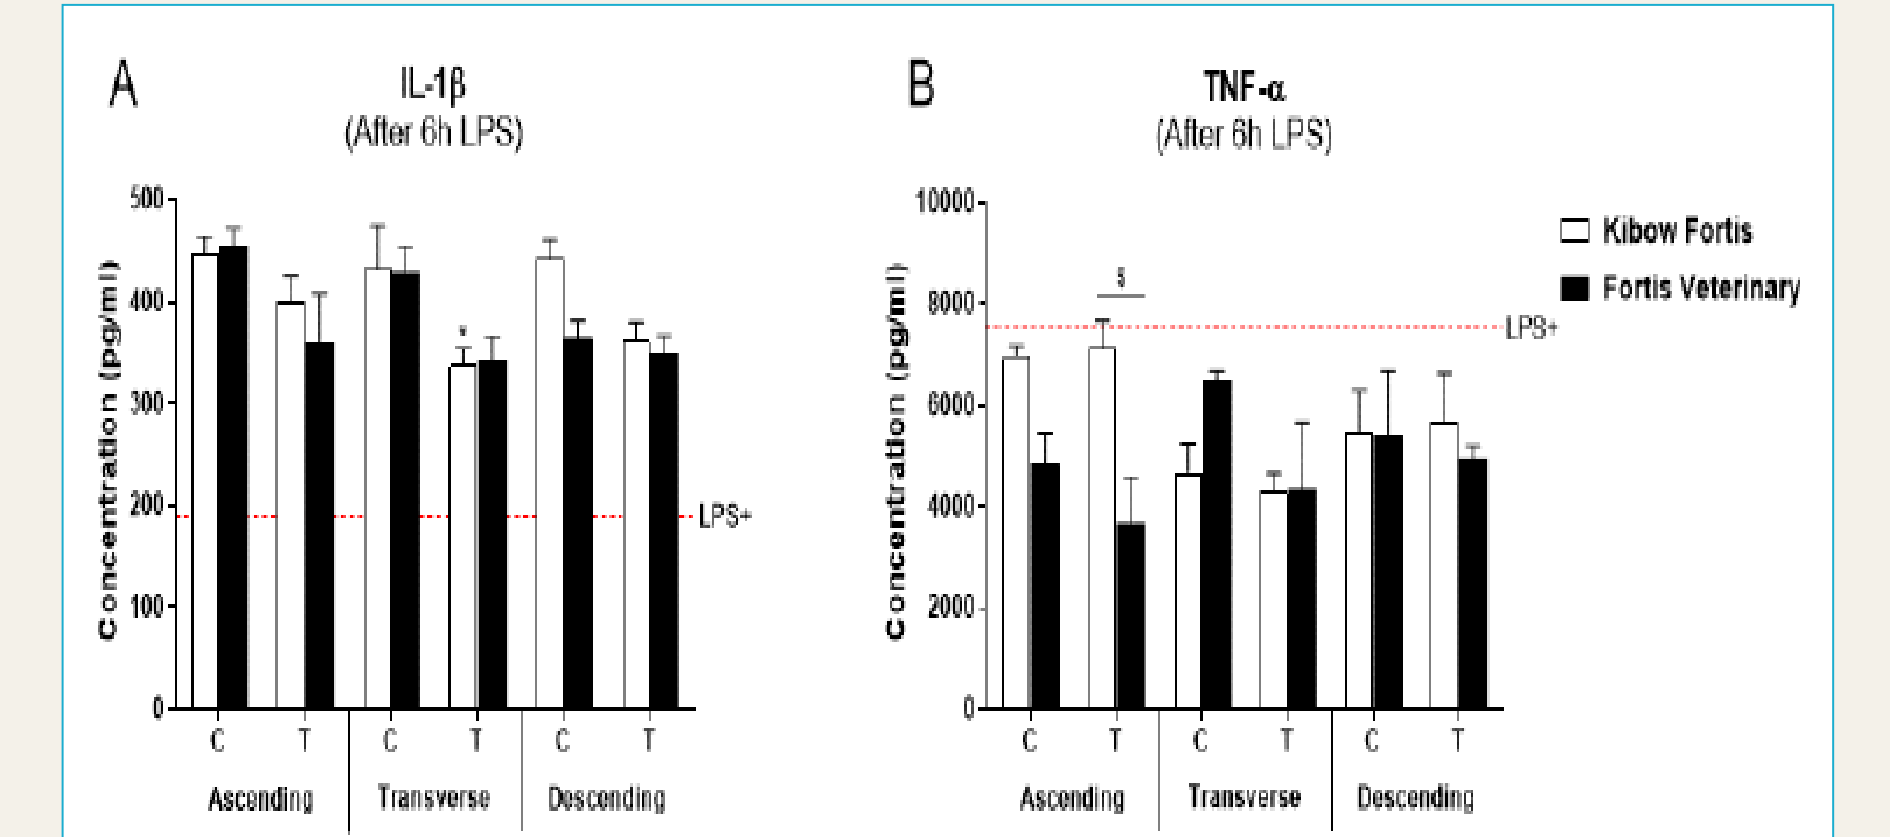 A
IL-1β
(After 6h LPS)
Concentration (pg/ml)
500
400
300
200
100
0
LPS+
C T C T C T
Ascending Transverse Descending
B
TNF-α
(After 6h LPS)
Concentration (pg/ml)
10000
8000
6000
4000
2000
0
LPS+
C T C T C T
Ascending Transverse Descending
Kibow Fortis
Fortis Veterinary